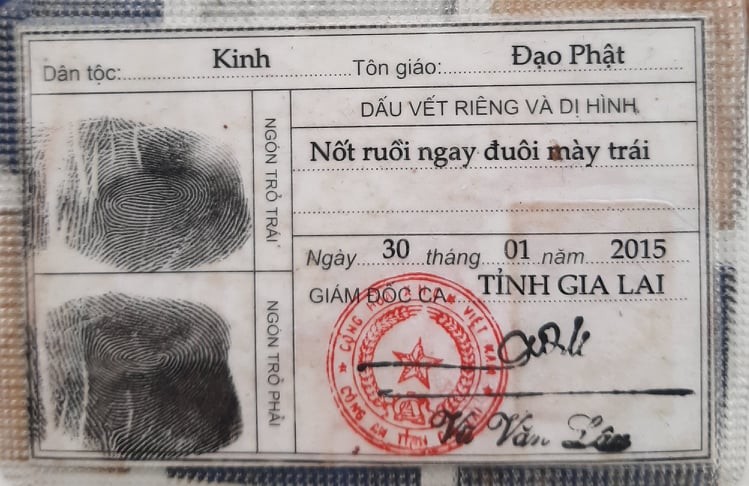 Dân tộc: Kinh Tôn giáo: Đạo Phật
NGÓN TRỎ TRÁI
NGÓN TRỎ PHẢI
DẤU VẾT RIÊNG VÀ DỊ HÌNH
Nốt ruồi ngay đuôi mày trái
Ngày 30 tháng 01 năm 2015
GIÁM ĐỐC CA TỈNH GIA LAI
Vũ Văn Lâu